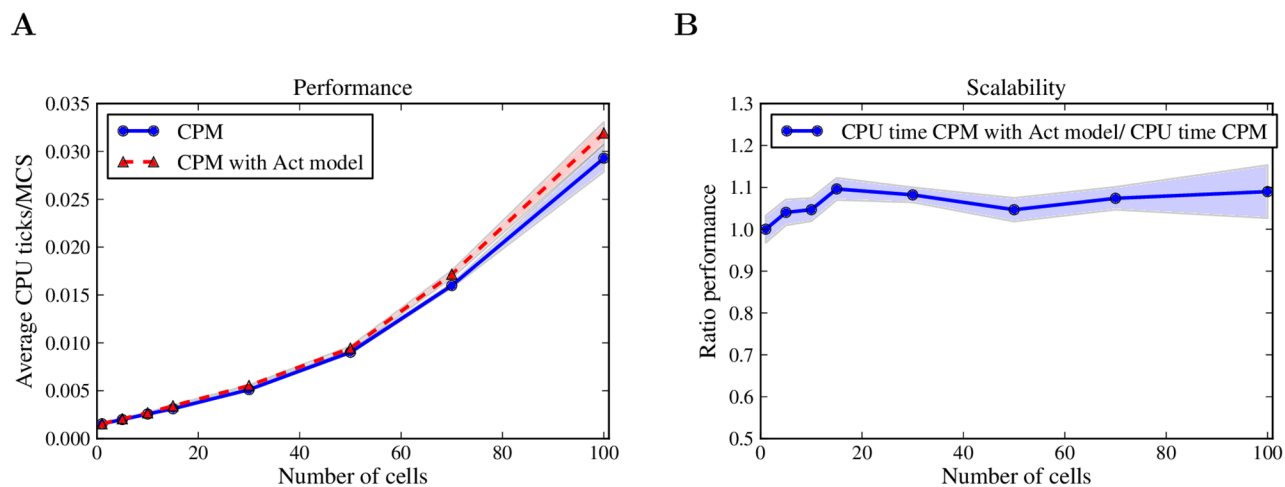 A
Performance
Average CPU ticks/MCS
0.035
0.030
0.025
0.020
0.015
0.010
0.005
0.000
CPM
CPM with Act model
0
20
40
60
80
100
Number of cells
B
Scalability
Ratio performance
1.3
1.2
1.1
1.0
0.9
0.8
0.7
0.6
0.5
CPU time CPM with Act model/ CPU time CPM
0
20
40
60
80
100
Number of cells